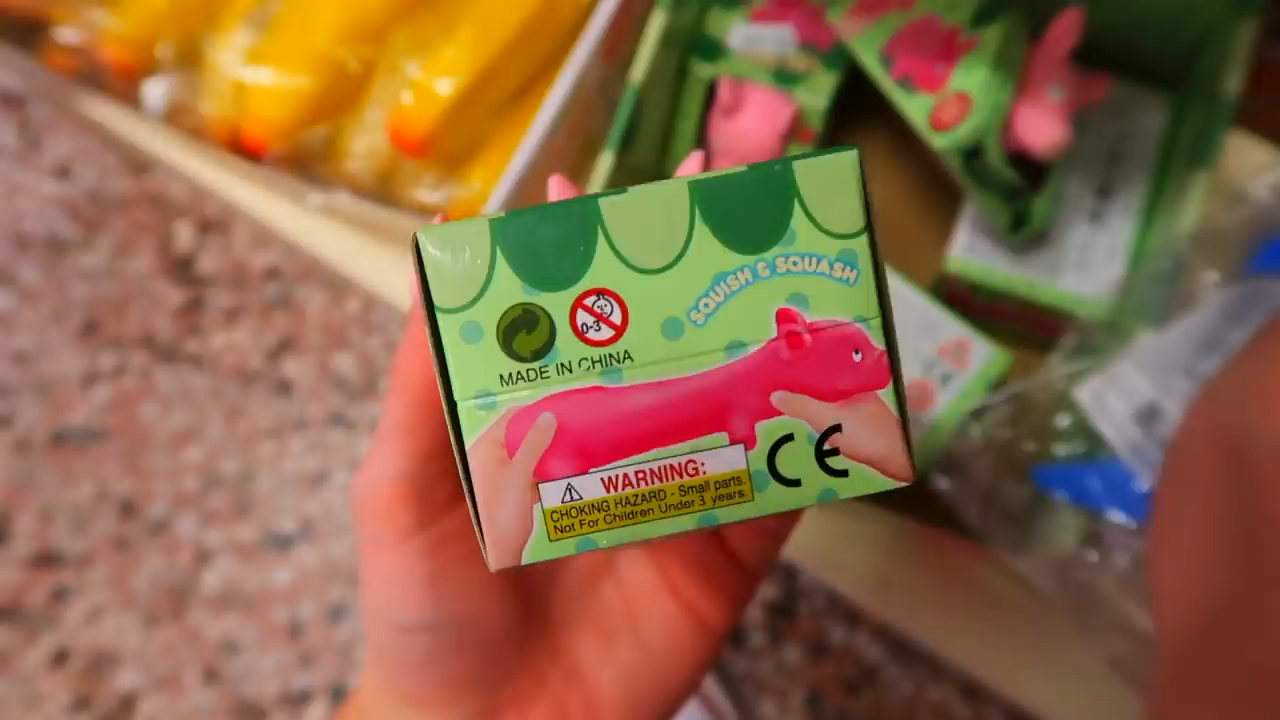 SQUISH & SQUASH
0-3
MADE IN CHINA
CE
WARNING:
CHOKING HAZARD - Small parts.
Not For Children Under 3 years.